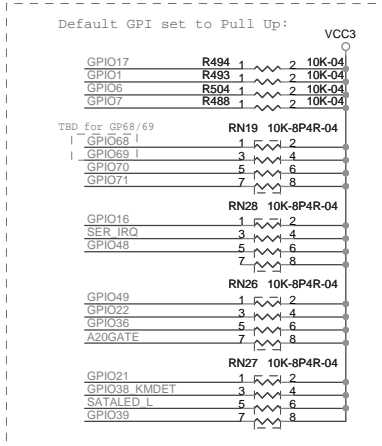 Default GPI set to Pull Up:
VCC3
GPIO17 R494 1 2 10K-04
GPIO1 R493 1 2 10K-04
GPIO6 R504 1 2 10K-04
GPIO7 R488 1 2 10K-04
TBD for GP68/69
RN19 10K-8P4R-04
GPIO68 1 2
GPIO69 3 4
GPIO70 5 6
GPIO71 7 8
RN28 10K-8P4R-04
GPIO16 1 2
SER_IRQ 3 4
GPIO48 5 6
7 8
RN26 10K-8P4R-04
GPIO49 1 2
GPIO22 3 4
GPIO36 5 6
A20GATE 7 8
RN27 10K-8P4R-04
GPIO21 1 2
GPIO38_KMDET 3 4
SATALED_L 5 6
GPIO39 7 8